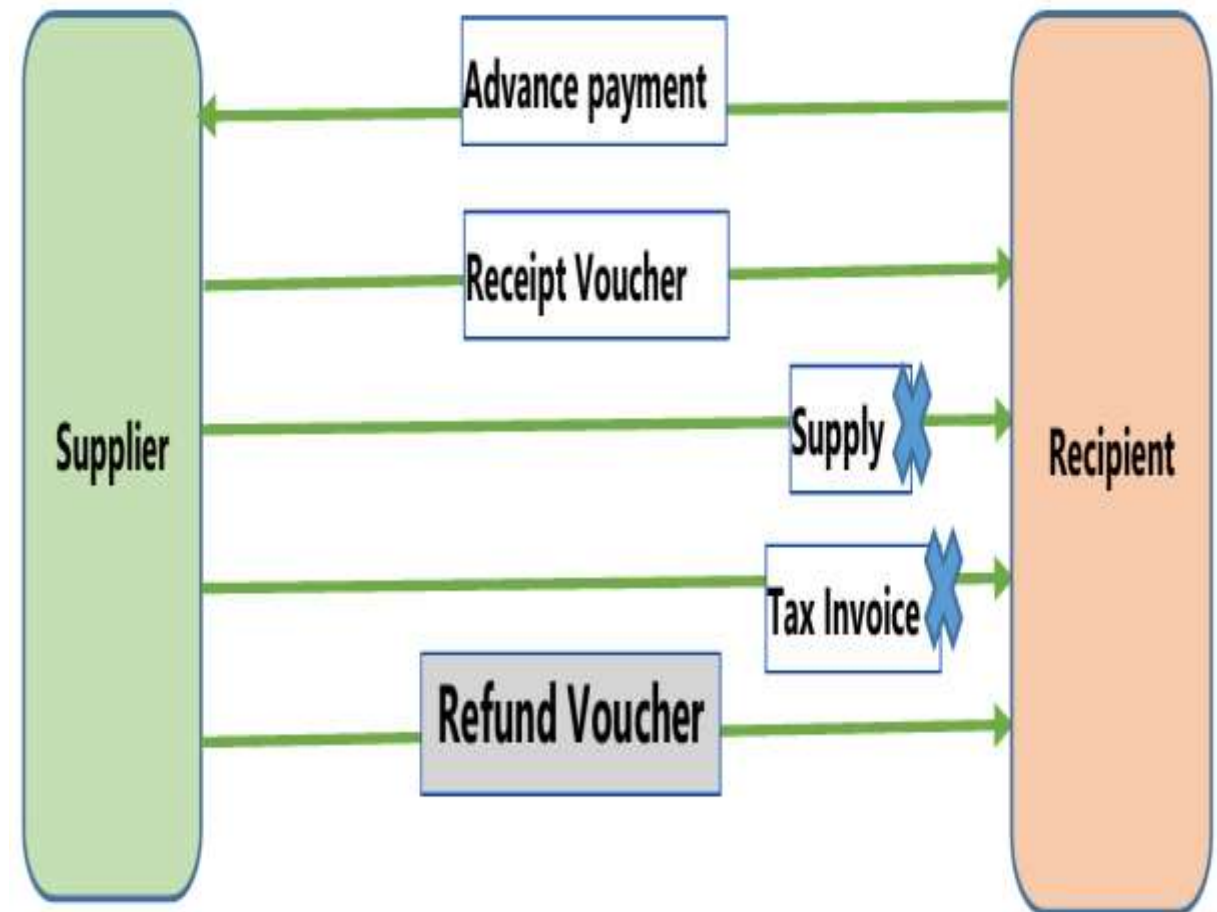 Advance payment
Receipt Voucher
Supply
Supplier
Recipient
Tax Invoice
Refund Voucher